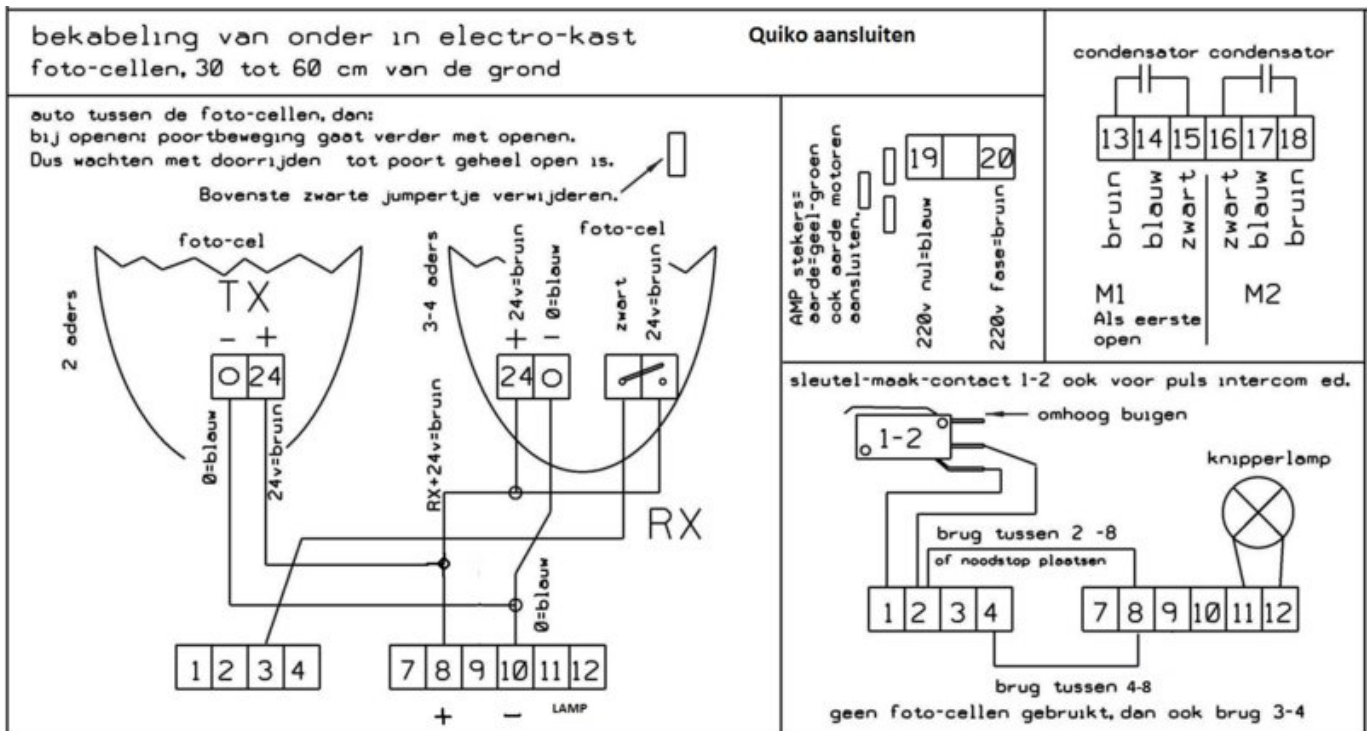 bekabeling van onder in electro-kast
foto-cellen, 30 tot 60 cm van de grond
Quiko aansluiten
auto tussen de foto-cellen, dan:
bij openen: poortbeweging gaat verder met openen.
Dus wachten met doorrijden tot poort geheel open is.
Bovenste zwarte jumpertje verwijderen.
foto-cel
TX
2 aders
- +
O 24
0=blauw
24v=bruin
foto-cel
3-4 aders
24v=bruin
0=blauw
+ -
24 O
zwart
24v=bruin
RX+24v=bruin
RX
0=blauw
1 2 3 4
7 8 9 10 11 12
+ - LAMP
AMP stekers=
aarde=geel-groen
ook aarde motoren
aansluiten.
19 20
220v nul=blauw
220v fase=bruin
condensator condensator
13 14 15 16 17 18
bruin
blauw
zwart
zwart
blauw
bruin
M1
Als eerste
open
M2
sleutel-maak-contact 1-2 ook voor puls intercom ed.
omhoog buigen
1-2
knipperlamp
brug tussen 2 -8
of noodstop plaatsen
1 2 3 4
7 8 9 10 11 12
brug tussen 4-8
geen foto-cellen gebruikt, dan ook brug 3-4